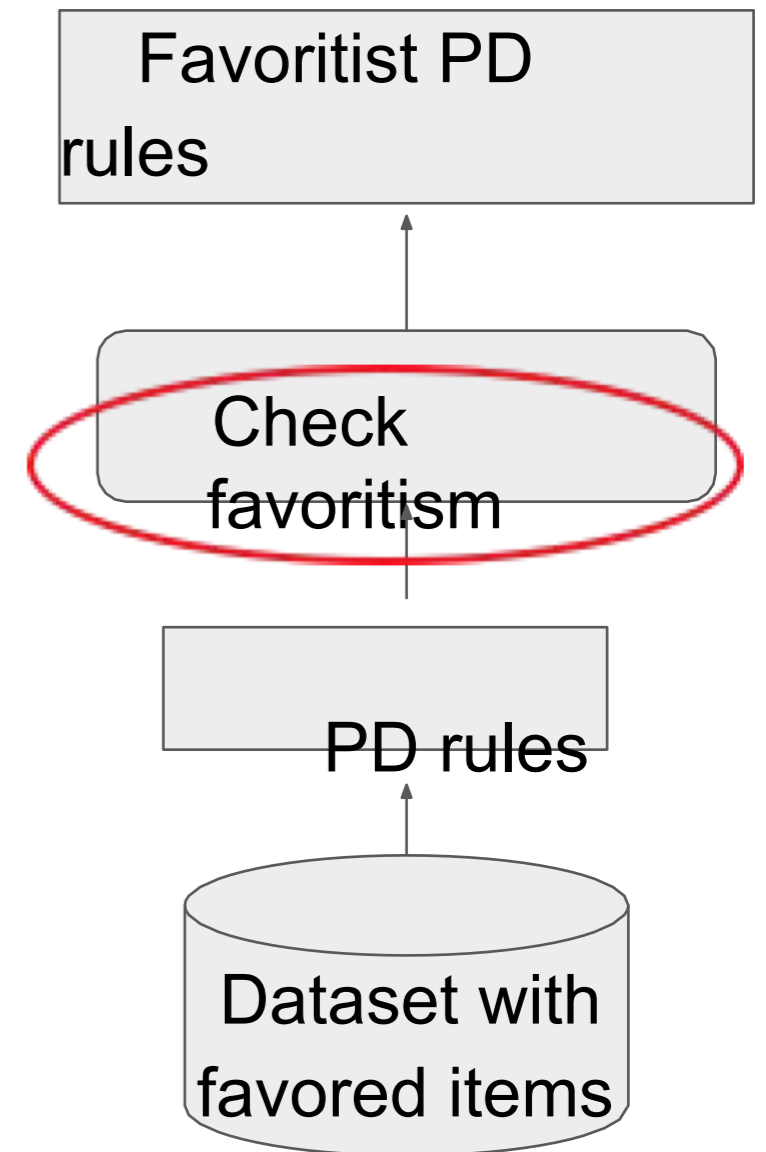 Favoritist PD
rules
Check
favoritism
PD rules
Dataset with
favored items